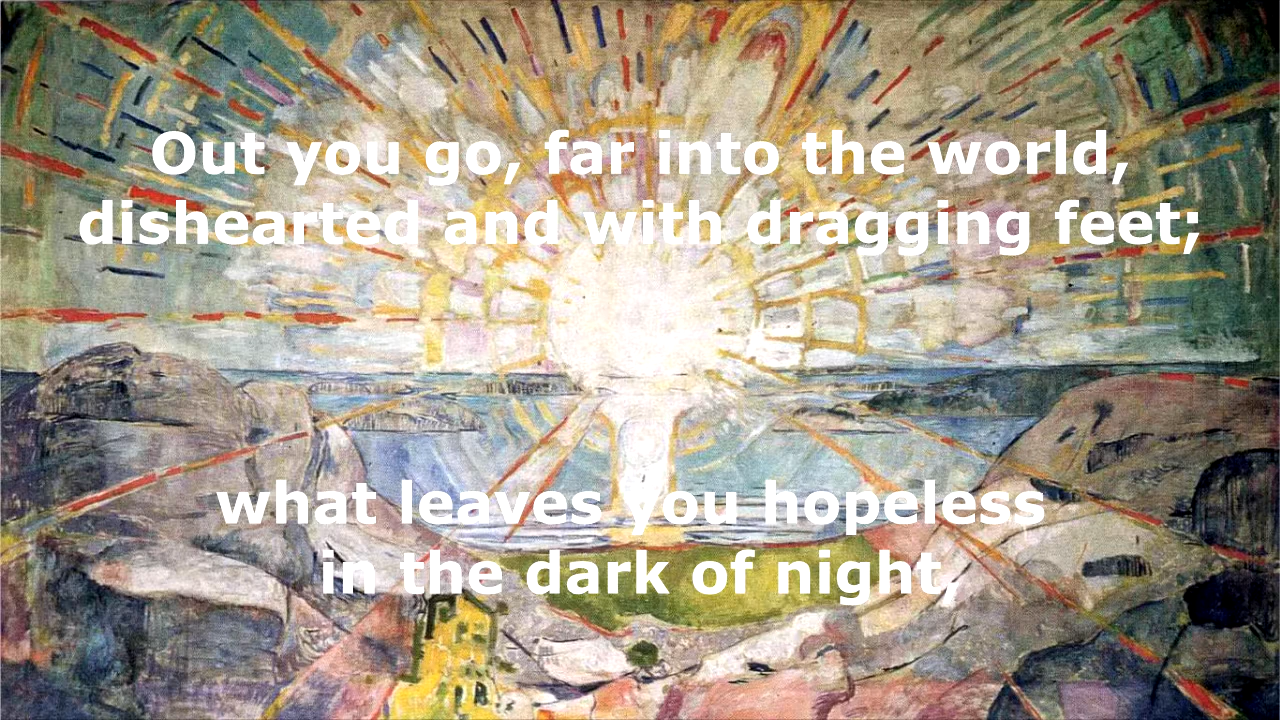 Out you go, far into the world,
dishearted and with dragging feet;
what leaves you hopeless
in the dark of night,